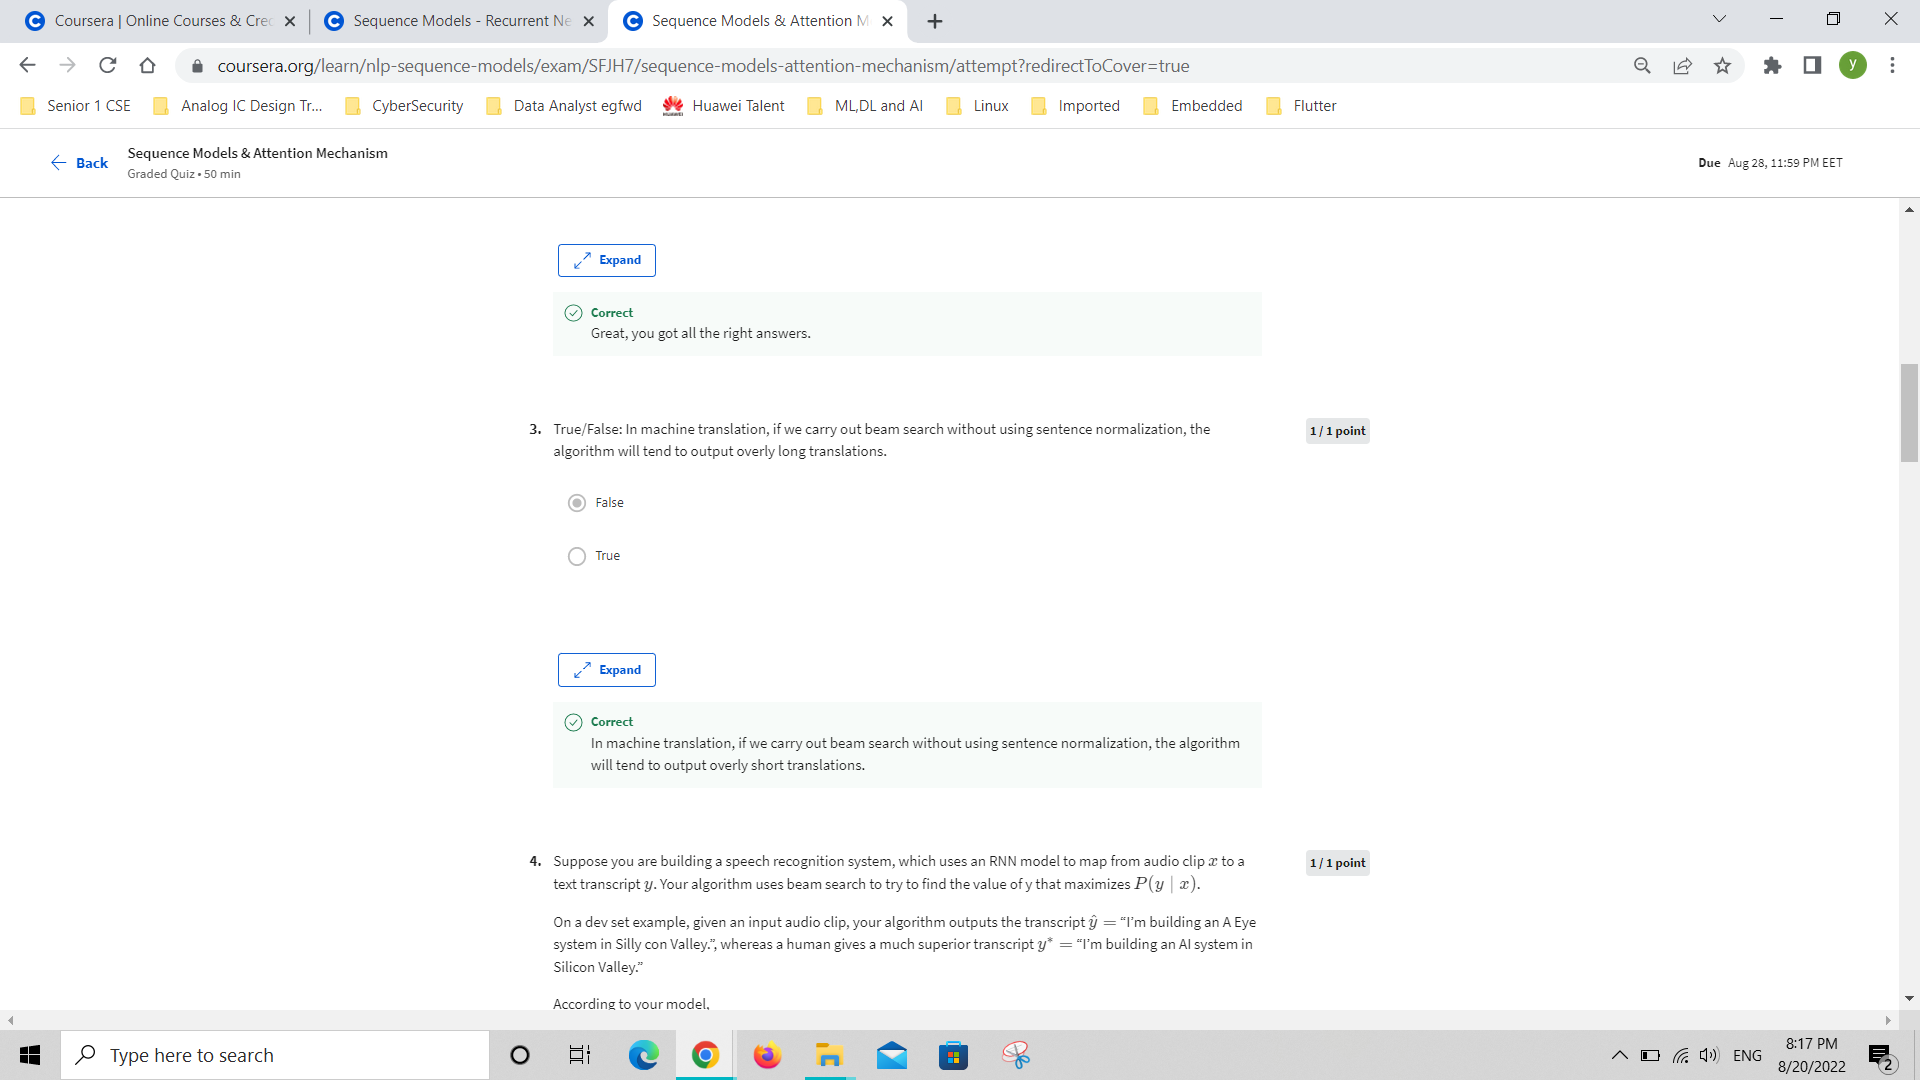 Coursera | Online Courses & Cre
Sequence Models - Recurrent Ne
Sequence Models & Attention M
coursera.org/learn/nlp-sequence-models/exam/SFJH7/sequence-models-attention-mechanism/attempt?redirectToCover=true
y
Senior 1 CSE
Analog IC Design Tr...
CyberSecurity
Data Analyst egfwd
Huawei Talent
ML,DL and AI
Linux
Imported
Embedded
Flutter
Back
Sequence Models & Attention Mechanism
Graded Quiz • 50 min
Due Aug 28, 11:59 PM EET
Expand
Correct
Great, you got all the right answers.
3. True/False: In machine translation, if we carry out beam search without using sentence normalization, the
algorithm will tend to output overly long translations.
1 / 1 point
False
True
Expand
Correct
In machine translation, if we carry out beam search without using sentence normalization, the algorithm
will tend to output overly short translations.
4. Suppose you are building a speech recognition system, which uses an RNN model to map from audio clip x to a
text transcript y. Your algorithm uses beam search to try to find the value of y that maximizes P(y | x).
1 / 1 point
On a dev set example, given an input audio clip, your algorithm outputs the transcript ŷ = “I’m building an A Eye
system in Silly con Valley.”, whereas a human gives a much superior transcript y* = “I’m building an AI system in
Silicon Valley.”
According to your model,
Type here to search
ENG
8:17 PM
8/20/2022
2